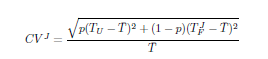 CV^J = \frac{\sqrt{p(T_U - T)^2 + (1 - p)(T_F^J - T)^2}}{T}